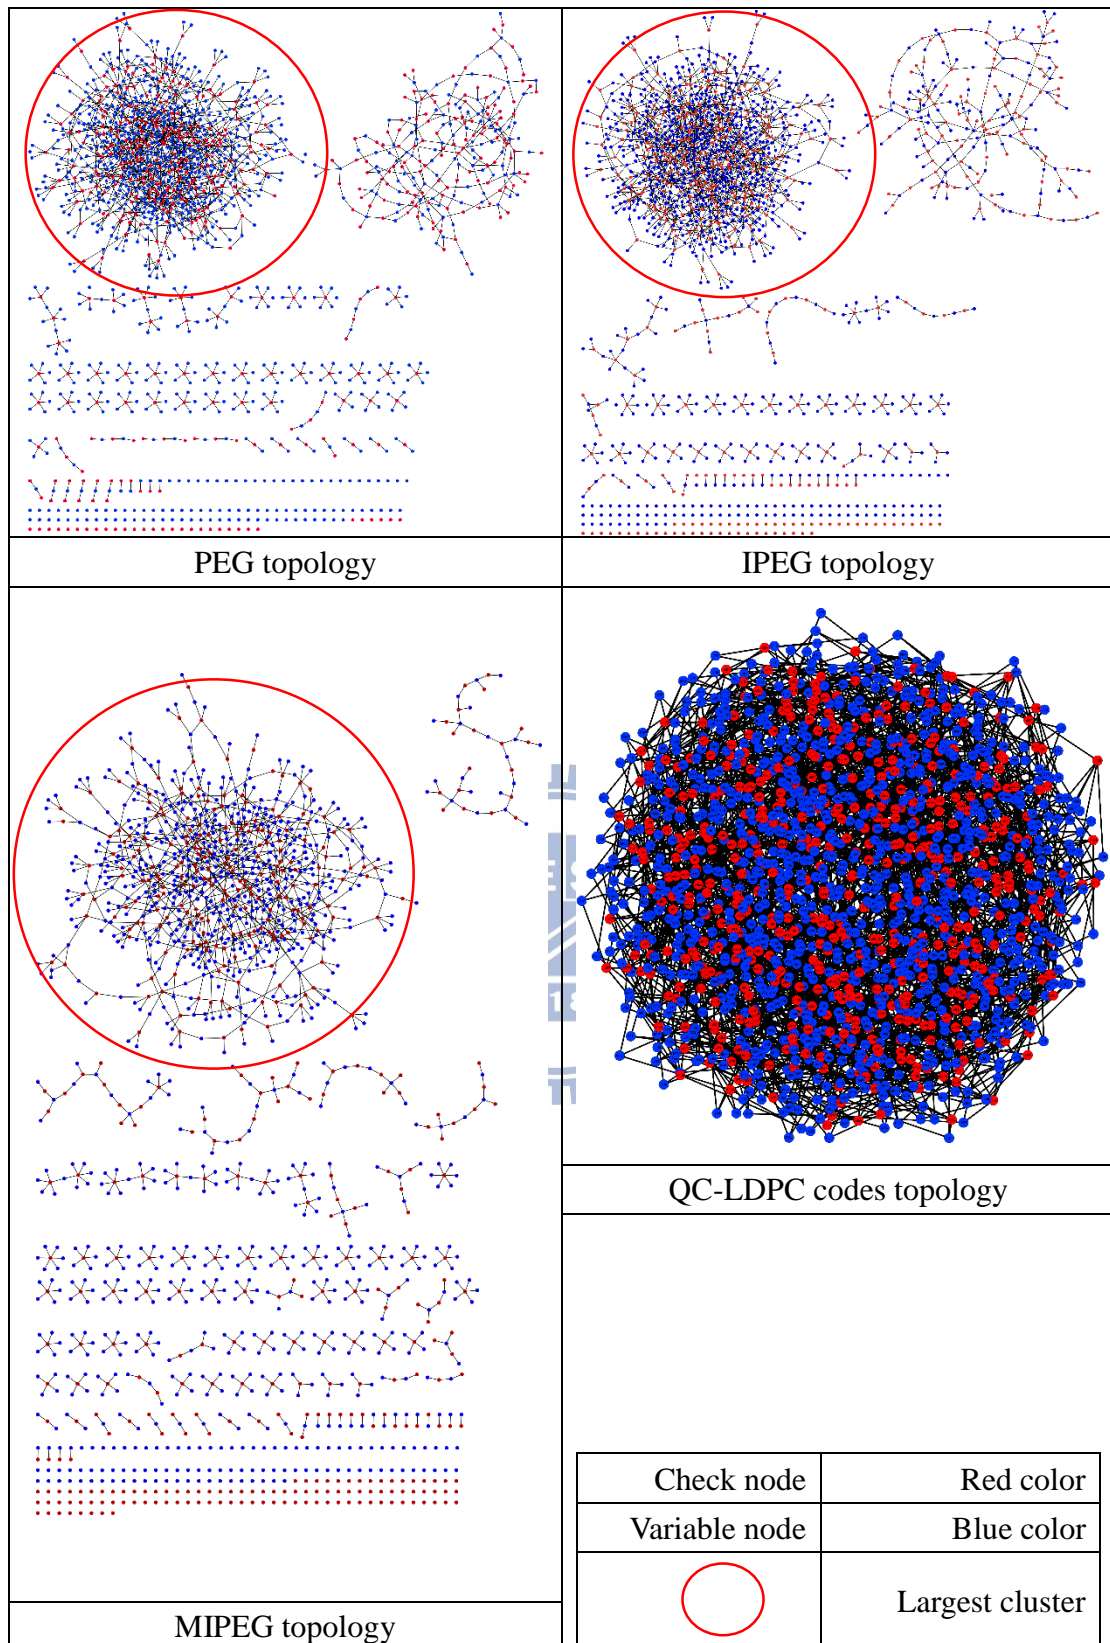 PEG topology
IPEG topology
QC-LDPC codes topology
MIPEG topology
Check node Red color
Variable node Blue color
Largest cluster